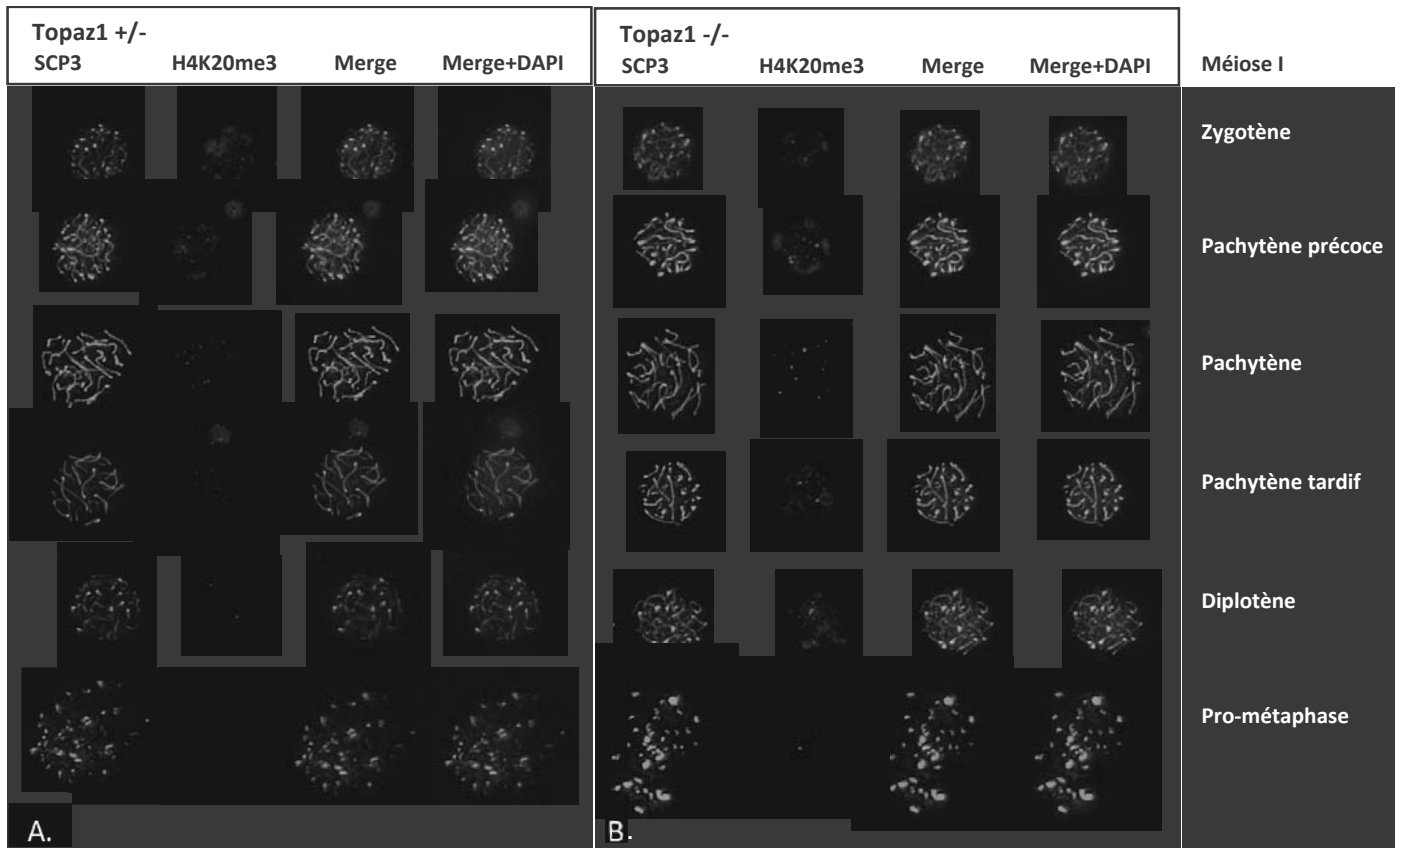 Topaz1 +/-
SCP3 H4K20me3 Merge Merge+DAPI
Topaz1 -/-
SCP3 H4K20me3 Merge Merge+DAPI
Méiose I
Zygotène
Pachytène précoce
Pachytène
Pachytène tardif
Diplotène
Pro-métaphase
A.
B.